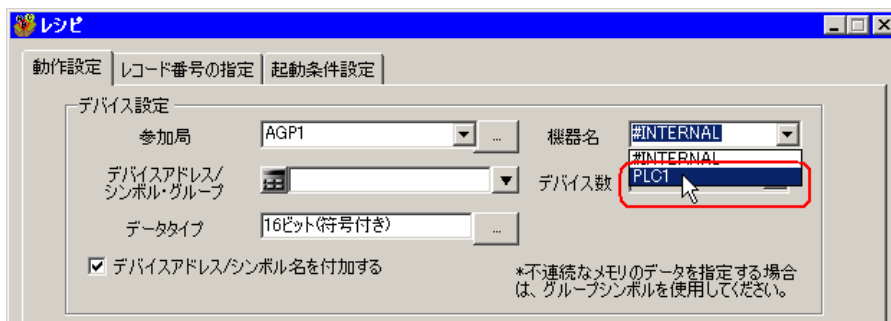 レシピ
動作設定 レコード番号の指定 起動条件設定
デバイス設定
参加局 AGP1 ... 機器名 #INTERNAL
#INTERNAL
PLC1
デバイスアドレス/
シンボル・グループ
デバイス数
データタイプ 16ビット(符号付き) ...
デバイスアドレス/シンボル名を付加する
*不連続なメモリのデータを指定する場合
は、グループシンボルを使用してください。